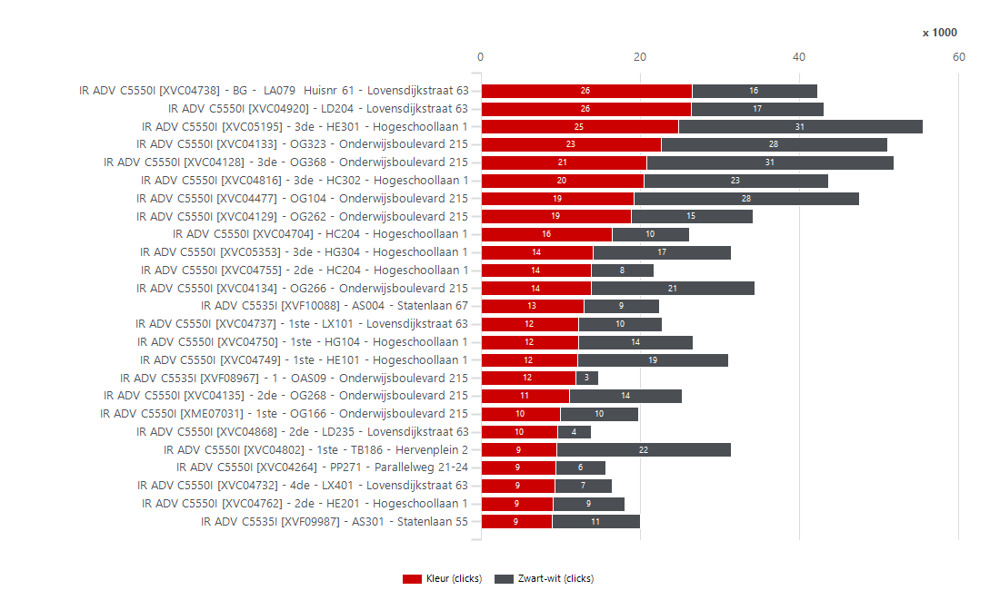 x 1000
0 20 40 60
IR ADV C5550I [XVC04738] - BG - LA079 Huisnr 61 - Lovensdijkstraat 63 26 16
IR ADV C5550I [XVC04920] - LD204 - Lovensdijkstraat 63 26 17
IR ADV C5550I [XVC05195] - 3de - HE301 - Hogeschoollaan 1 25 31
IR ADV C5550I [XVC04133] - OG323 - Onderwijsboulevard 215 23 28
IR ADV C5550I [XVC04128] - 3de - OG368 - Onderwijsboulevard 215 21 31
IR ADV C5550I [XVC04816] - 3de - HC302 - Hogeschoollaan 1 20 23
IR ADV C5550I [XVC04477] - OG104 - Onderwijsboulevard 215 19 28
IR ADV C5550I [XVC04129] - OG262 - Onderwijsboulevard 215 19 15
IR ADV C5550I [XVC04704] - HC204 - Hogeschoollaan 1 16 10
IR ADV C5550I [XVC05353] - 3de - HG304 - Hogeschoollaan 1 14 17
IR ADV C5550I [XVC04755] - 2de - HC204 - Hogeschoollaan 1 14 8
IR ADV C5550I [XVC04134] - OG266 - Onderwijsboulevard 215 14 21
IR ADV C5535I [XVF10088] - AS004 - Statenlaan 67 13 9
IR ADV C5550I [XVC04737] - 1ste - LX101 - Lovensdijkstraat 63 12 10
IR ADV C5550I [XVC04750] - 1ste - HG104 - Hogeschoollaan 1 12 14
IR ADV C5550I [XVC04749] - 1ste - HE101 - Hogeschoollaan 1 12 19
IR ADV C5535I [XVF08967] - 1 - OAS09 - Onderwijsboulevard 215 12 3
IR ADV C5550I [XVC04135] - 2de - OG268 - Onderwijsboulevard 215 11 14
IR ADV C5550I [XME07031] - 1ste - OG166 - Onderwijsboulevard 215 10 10
IR ADV C5550I [XVC04868] - 2de - LD235 - Lovensdijkstraat 63 10 4
IR ADV C5550I [XVC04802] - 1ste - TB186 - Hervenplein 2 9 22
IR ADV C5550I [XVC04264] - PP271 - Parallelweg 21-24 9 6
IR ADV C5550I [XVC04732] - 4de - LX401 - Lovensdijkstraat 63 9 7
IR ADV C5550I [XVC04762] - 2de - HE201 - Hogeschoollaan 1 9 9
IR ADV C5535I [XVF09987] - AS301 - Statenlaan 55 9 11
Kleur (clicks) Zwart-wit (clicks)